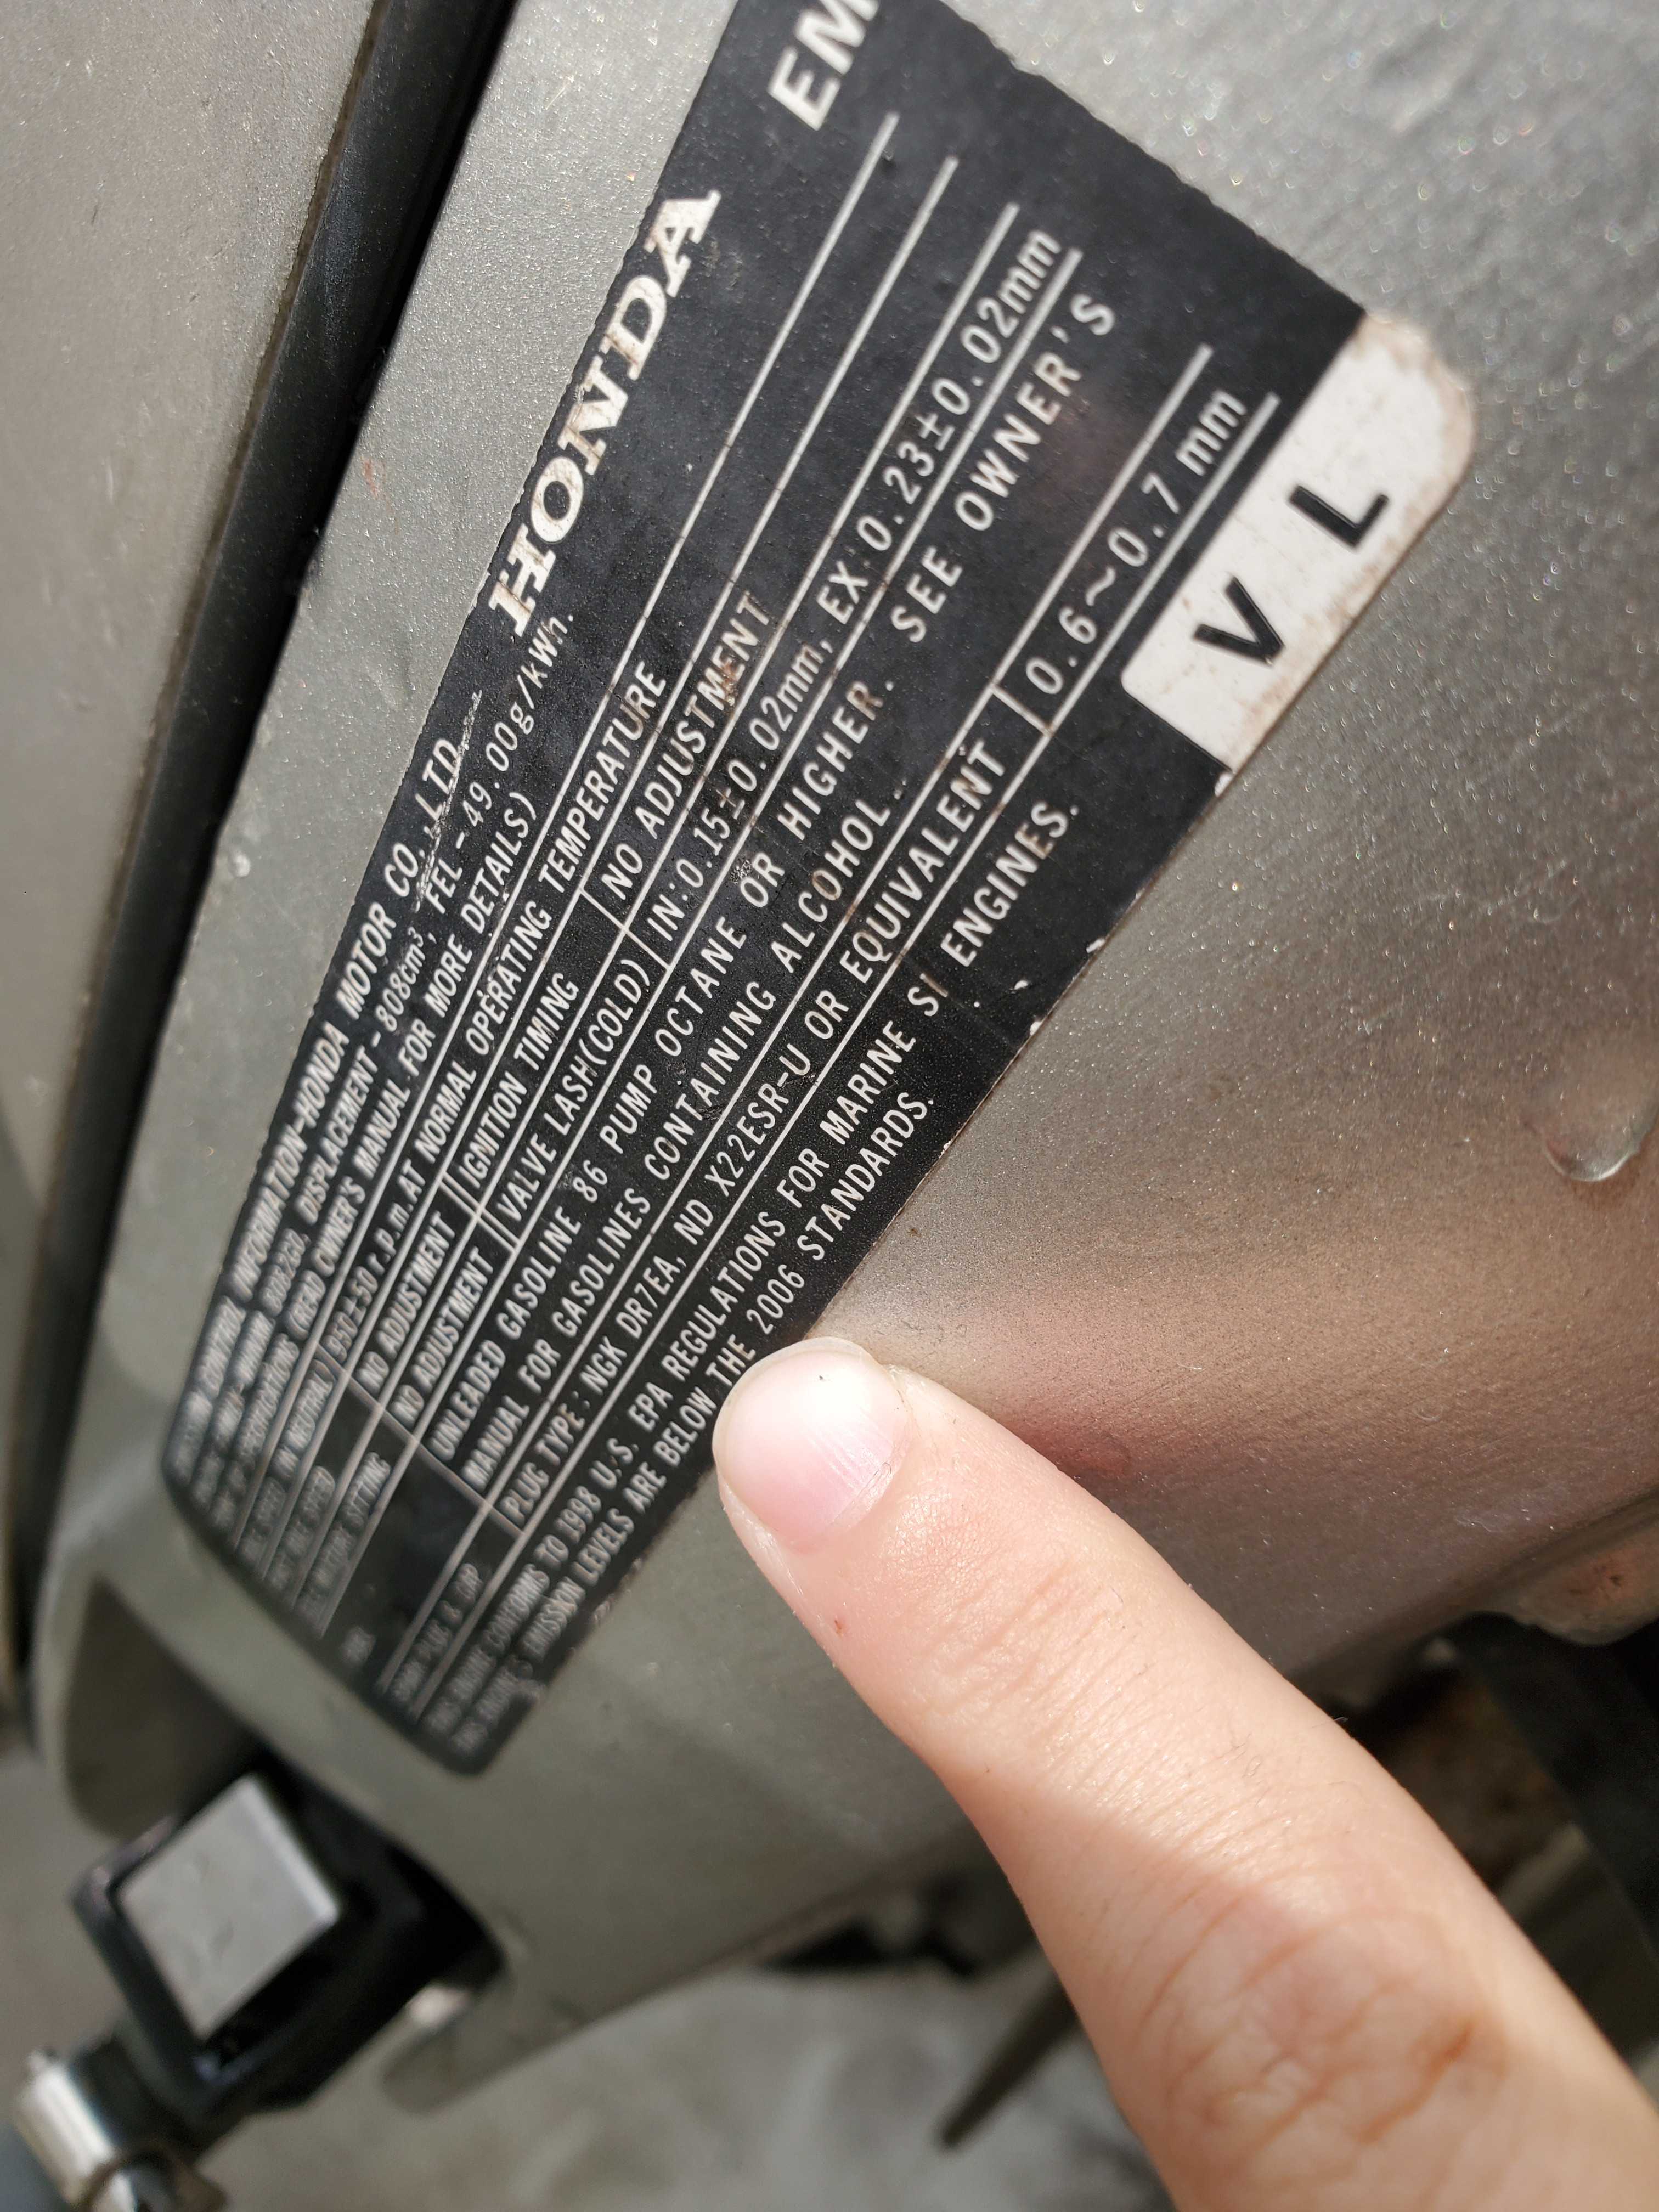 EM
HONDA
INFORMATION-HONDA MOTOR CO.,LTD.
DISPLACEMENT-808cm³, FEL-49.00g/kWh.
(READ OWNER'S MANUAL FOR MORE DETAILS)
IN NEUTRAL 950±50 r.p.m.AT NORMAL OPERATING TEMPERATURE
NO ADJUSTMENT IGNITION TIMING NO ADJUSTMENT
NO ADJUSTMENT VALVE LASH(COLD) IN:0.15±0.02mm, EX:0.23±0.02mm
UNLEADED GASOLINE 86 PUMP OCTANE OR HIGHER. SEE OWNER'S
MANUAL FOR GASOLINES CONTAINING ALCOHOL.
PLUG & GAP PLUG TYPE: NGK DR7EA, ND X22ESR-U OR EQUIVALENT 0.6~0.7 mm
CONFORMS TO 1998 U.S. EPA REGULATIONS FOR MARINE SI ENGINES.
EMISSION LEVELS ARE BELOW THE 2006 STANDARDS.
V L